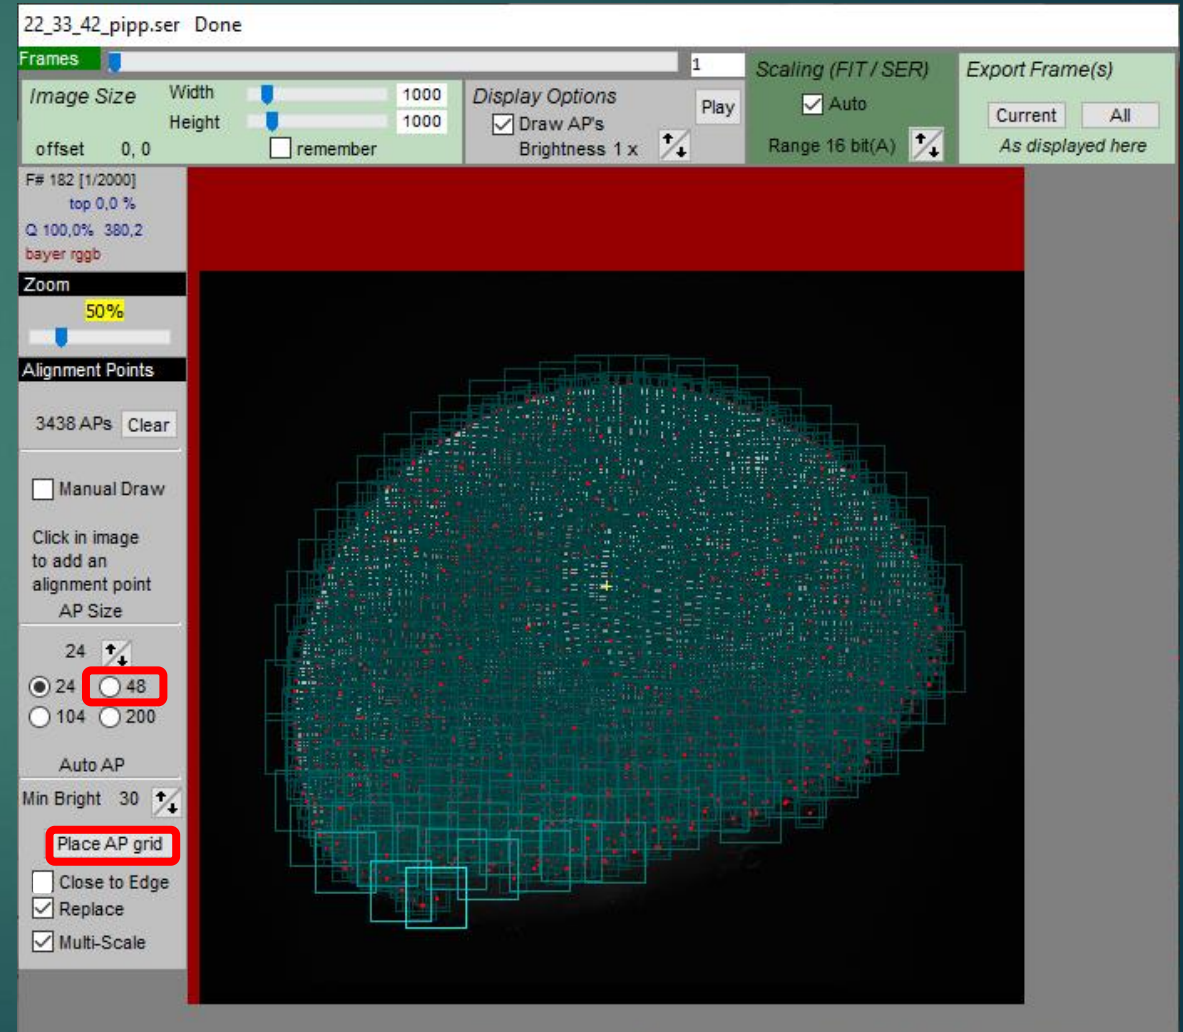 22_33_42_pipp.ser Done
Frames
1
Image Size
Width 1000
Height 1000
offset 0, 0
remember
Display Options
Draw AP's
Brightness 1 x
Play
Scaling (FIT / SER)
Auto
Range 16 bit(A)
Export Frame(s)
Current All
As displayed here
F# 182 [1/2000]
top 0,0 %
Q 100,0% 380,2
bayer rggb
Zoom
50%
Alignment Points
3438 APs Clear
Manual Draw
Click in image
to add an
alignment point
AP Size
24
24 48
104 200
Auto AP
Min Bright 30
Place AP grid
Close to Edge
Replace
Multi-Scale